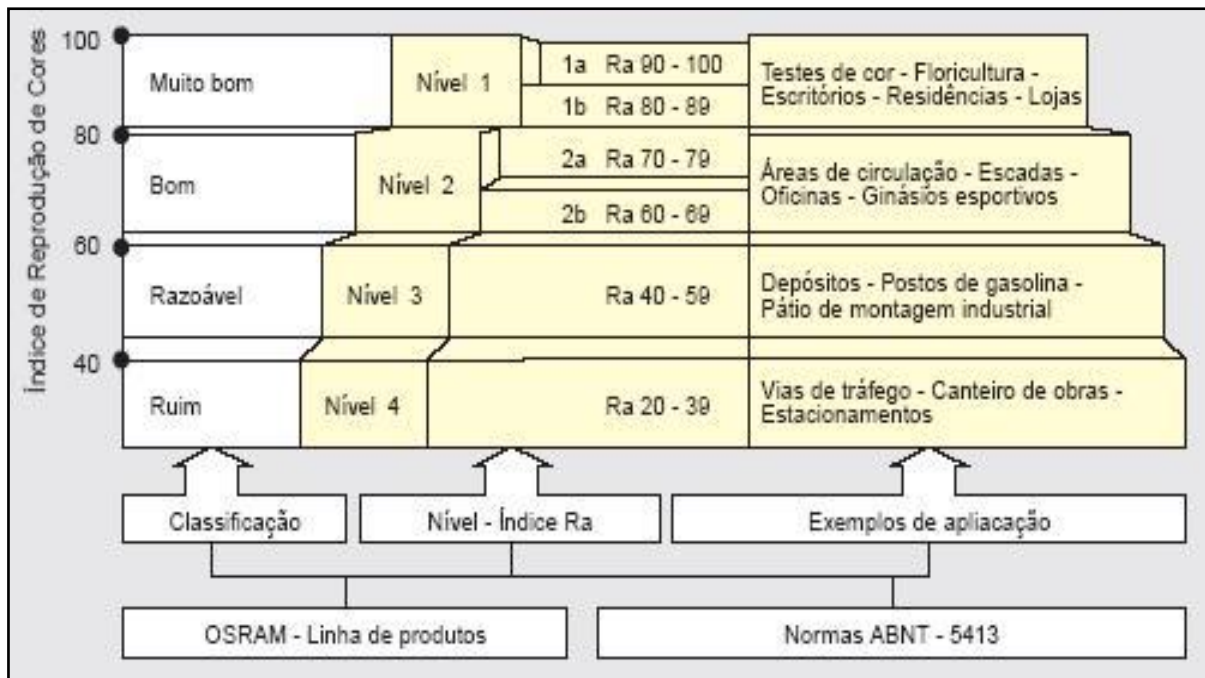 Índice de Reprodução de Cores
100
Muito bom
Nível 1
1a Ra 90 - 100
1b Ra 80 - 89
Testes de cor - Floricultura -
Escritórios - Residências - Lojas
80
Bom
Nível 2
2a Ra 70 - 79
2b Ra 60 - 69
Áreas de circulação - Escadas -
Oficinas - Ginásios esportivos
60
Razoável
Nível 3
Ra 40 - 59
Depósitos - Postos de gasolina -
Pátio de montagem industrial
40
Ruim
Nível 4
Ra 20 - 39
Vias de tráfego - Canteiro de obras -
Estacionamentos
Classificação
Nível - Índice Ra
Exemplos de apliacação
OSRAM - Linha de produtos
Normas ABNT - 5413